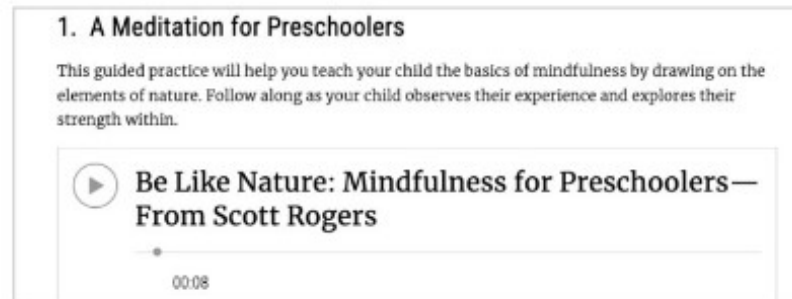 1. A Meditation for Preschoolers
This guided practice will help you teach your child the basics of mindfulness by drawing on the
elements of nature. Follow along as your child observes their experience and explores their
strength within.
Be Like Nature: Mindfulness for Preschoolers—
From Scott Rogers
00:08